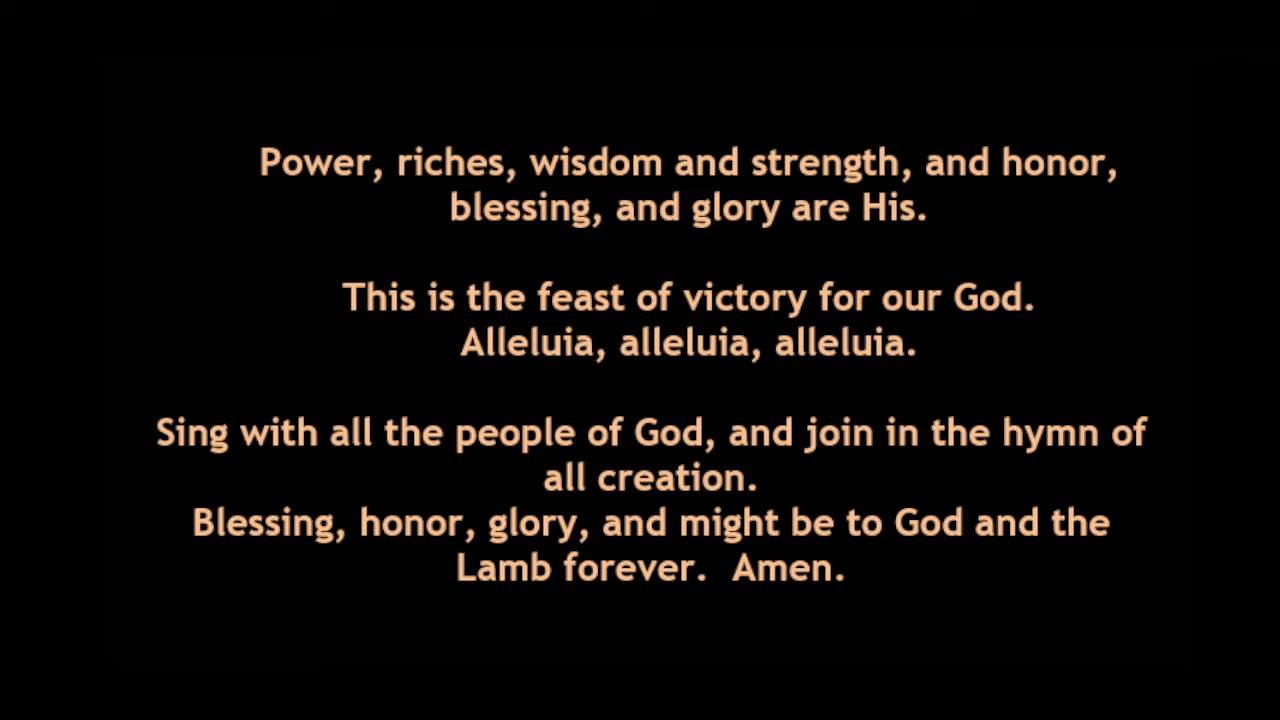 Power, riches, wisdom and strength, and honor,
blessing, and glory are His.
This is the feast of victory for our God.
Alleluia, alleluia, alleluia.
Sing with all the people of God, and join in the hymn of
all creation.
Blessing, honor, glory, and might be to God and the
Lamb forever.  Amen.